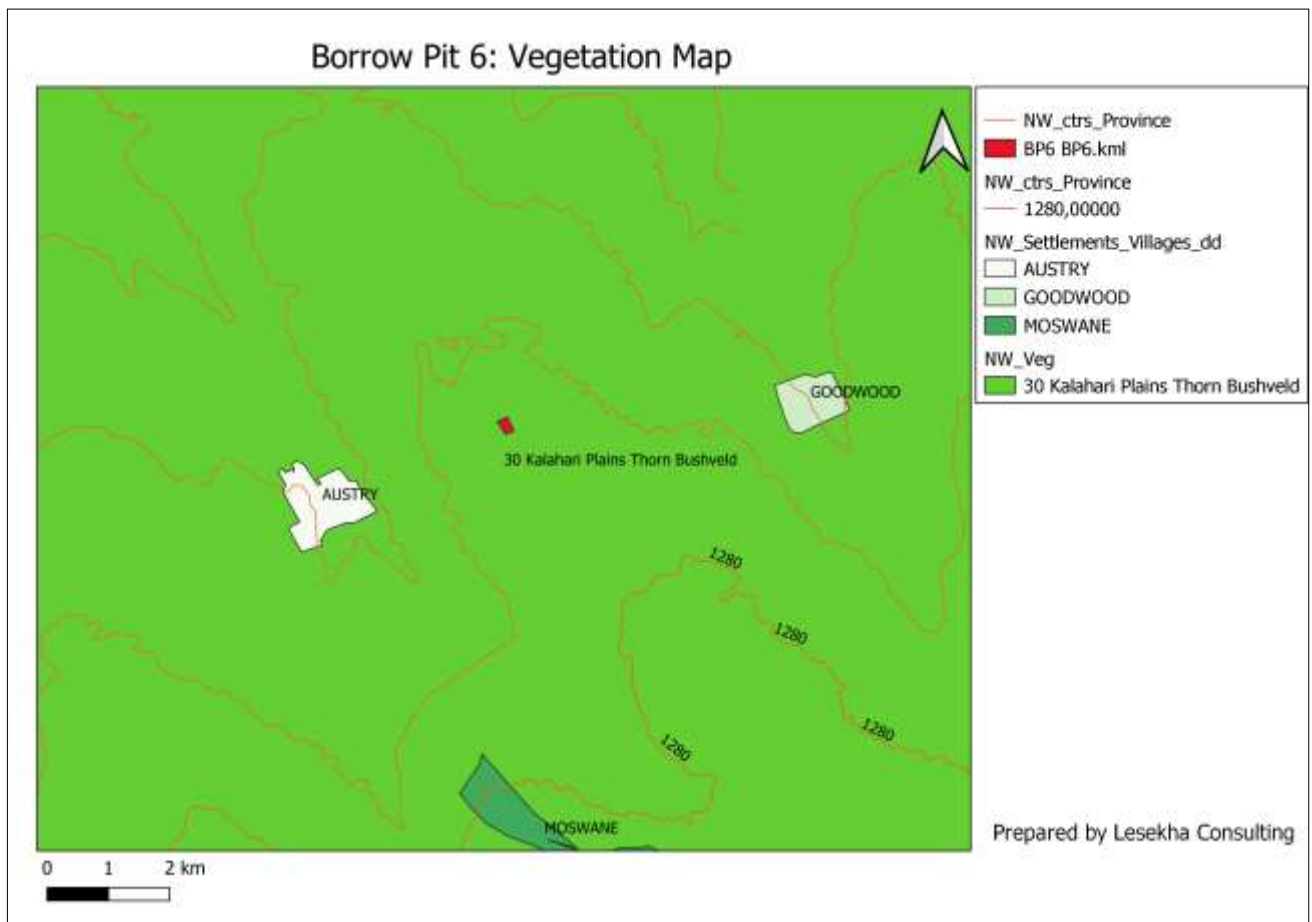 Borrow Pit 6: Vegetation Map
NW_ctrs_Province
BP6 BP6.kml
NW_ctrs_Province
1280,00000
NW_Settlements_Villages_dd
AUSTRY
GOODWOOD
MOSWANE
NW_Veg
30 Kalahari Plains Thorn Bushveld
GOODWOOD
30 Kalahari Plains Thorn Bushveld
AUSTRY
1280
1280
1280
1280
MOSWANE
Prepared by Lesekha Consulting
0 1 2 km